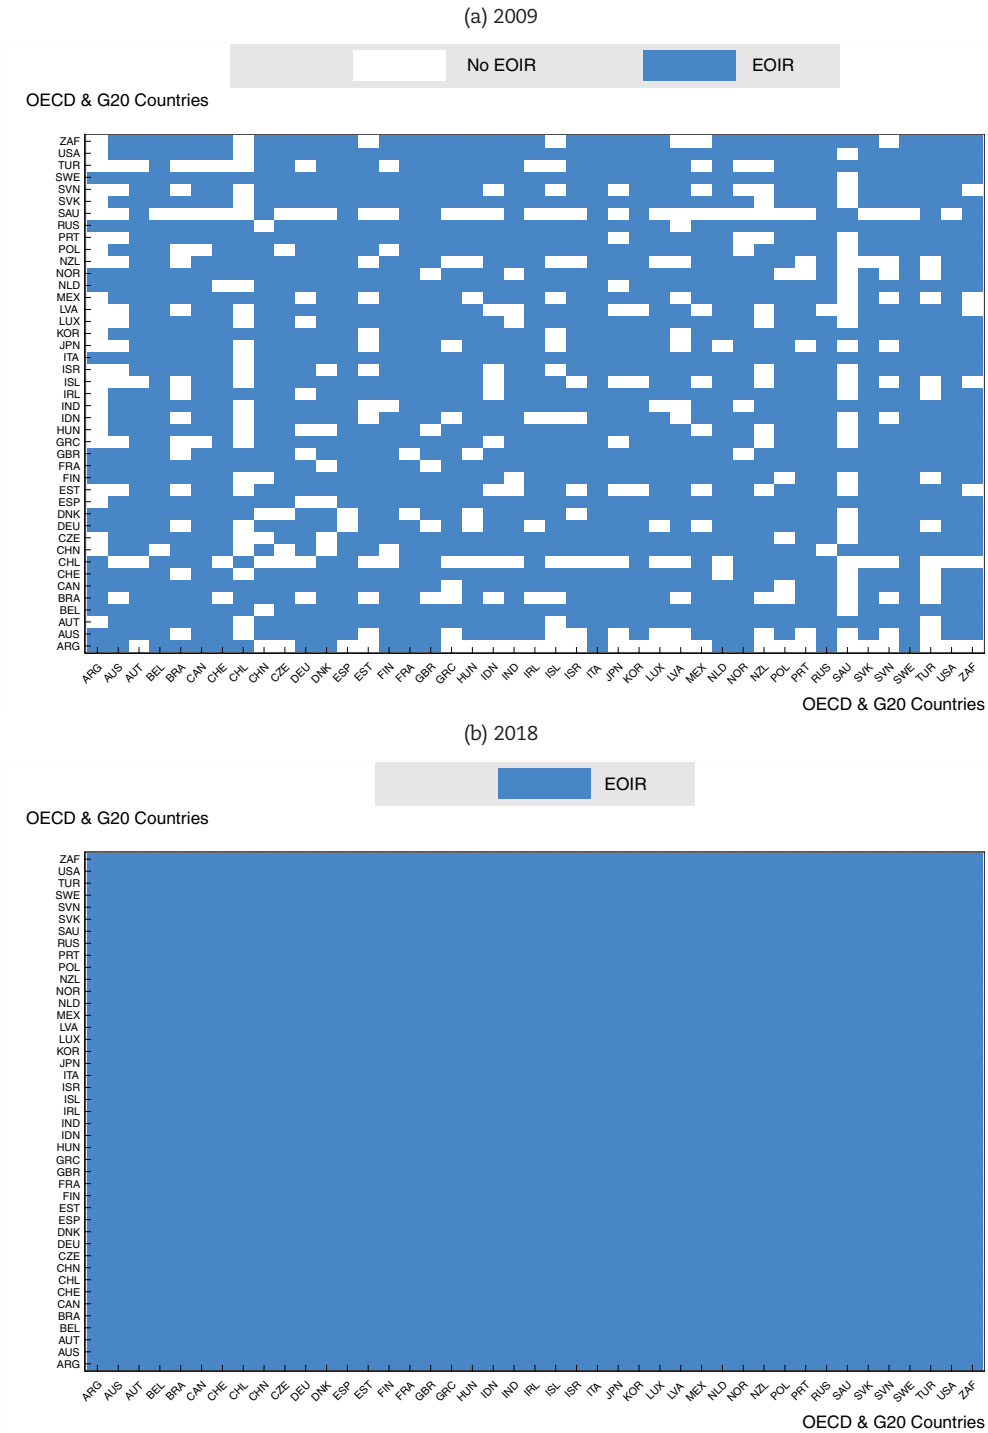 (a) 2009
No EOIR
EOIR
OECD & G20 Countries
ZAF
USA
TUR
SWE
SVN
SVK
SAU
RUS
PRT
POL
NZL
NOR
NLD
MEX
LVA
LUX
KOR
JPN
ITA
ISR
ISL
IRL
IND
IDN
HUN
GRC
GBR
FRA
FIN
EST
ESP
DNK
DEU
CZE
CHN
CHL
CHE
CAN
BRA
BEL
AUT
AUS
ARG
ARG AUS AUT BEL BRA CAN CHE CHL CHN CZE DEU DNK ESP EST FIN FRA GBR GRC HUN IDN IND IRL ISL ISR ITA JPN KOR LUX LVA MEX NLD NOR NZL POL PRT RUS SAU SVK SVN SWE TUR USA ZAF
OECD & G20 Countries
(b) 2018
EOIR
OECD & G20 Countries
ZAF
USA
TUR
SWE
SVN
SVK
SAU
RUS
PRT
POL
NZL
NOR
NLD
MEX
LVA
LUX
KOR
JPN
ITA
ISR
ISL
IRL
IND
IDN
HUN
GRC
GBR
FRA
FIN
EST
ESP
DNK
DEU
CZE
CHN
CHL
CHE
CAN
BRA
BEL
AUT
AUS
ARG
ARG AUS AUT BEL BRA CAN CHE CHL CHN CZE DEU DNK ESP EST FIN FRA GBR GRC HUN IDN IND IRL ISL ISR ITA JPN KOR LUX LVA MEX NLD NOR NZL POL PRT RUS SAU SVK SVN SWE TUR USA ZAF
OECD & G20 Countries